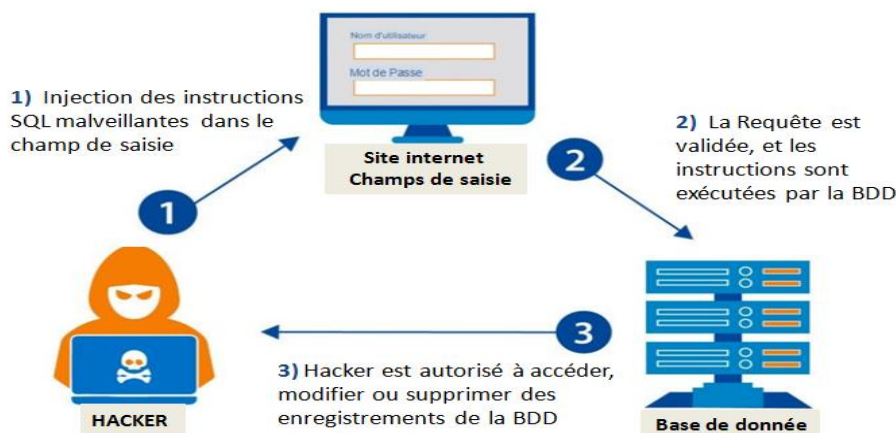 Nom d'utilisateur
Mot de Passe
1) Injection des instructions
SQL malveillantes dans le
champ de saisie
Site internet
Champs de saisie
2) La Requête est
validée, et les
instructions sont
exécutées par la BDD
1
2
3
3) Hacker est autorisé à accéder,
modifier ou supprimer des
enregistrements de la BDD
HACKER
Base de donnée